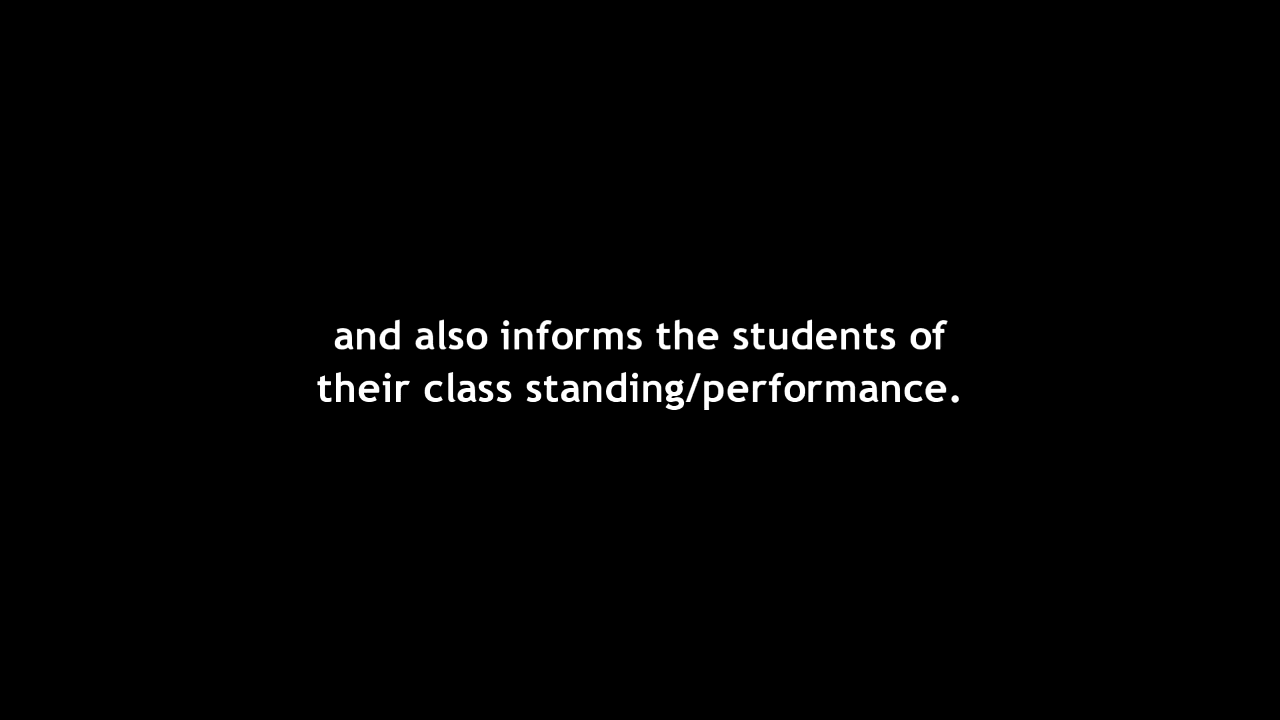 and also informs the students of
their class standing/performance.